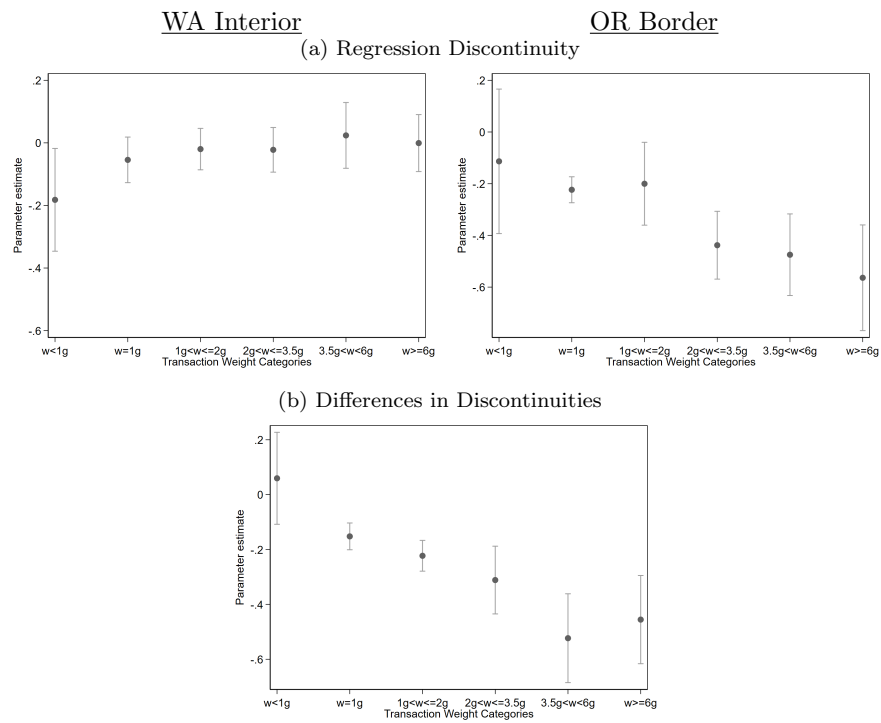 WA Interior
OR Border
(a) Regression Discontinuity
.2
0
-.2
-.4
-.6
Parameter estimate
w<1g
w=1g
1g<w<=2g
2g<w<=3.5g
3.5g<w<6g
w>=6g
Transaction Weight Categories
.2
0
-.2
-.4
-.6
Parameter estimate
w<1g
w=1g
1g<w<=2g
2g<w<=3.5g
3.5g<w<6g
w>=6g
Transaction Weight Categories
(b) Differences in Discontinuities
.2
0
-.2
-.4
-.6
Parameter estimate
w<1g
w=1g
1g<w<=2g
2g<w<=3.5g
3.5g<w<6g
w>=6g
Transaction Weight Categories